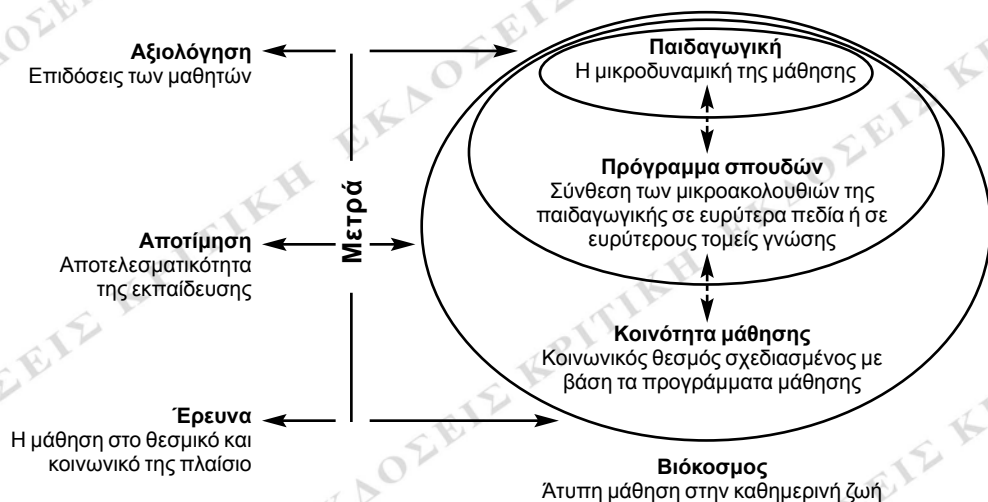 Αξιολόγηση
Επιδόσεις των μαθητών
Αποτίμηση
Αποτελεσματικότητα
της εκπαίδευσης
Έρευνα
Η μάθηση στο θεσμικό και
κοινωνικό της πλαίσιο
Μετρά
Παιδαγωγική
Η μικροδυναμική της μάθησης
Πρόγραμμα σπουδών
Σύνθεση των μικροακολουθιών της
παιδαγωγικής σε ευρύτερα πεδία ή σε
ευρύτερους τομείς γνώσης
Κοινότητα μάθησης
Κοινωνικός θεσμός σχεδιασμένος με
βάση τα προγράμματα μάθησης
Βιόκοσμος
Άτυπη μάθηση στην καθημερινή ζωή
ΕΚΔΟΣΕΙΣ ΚΡΙΤΙΚΗ